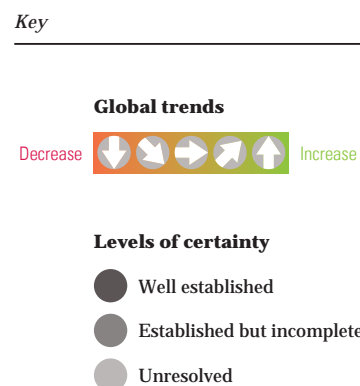 Key
Global trends
Decrease Increase
Levels of certainty
Well established
Established but incomplete
Unresolved